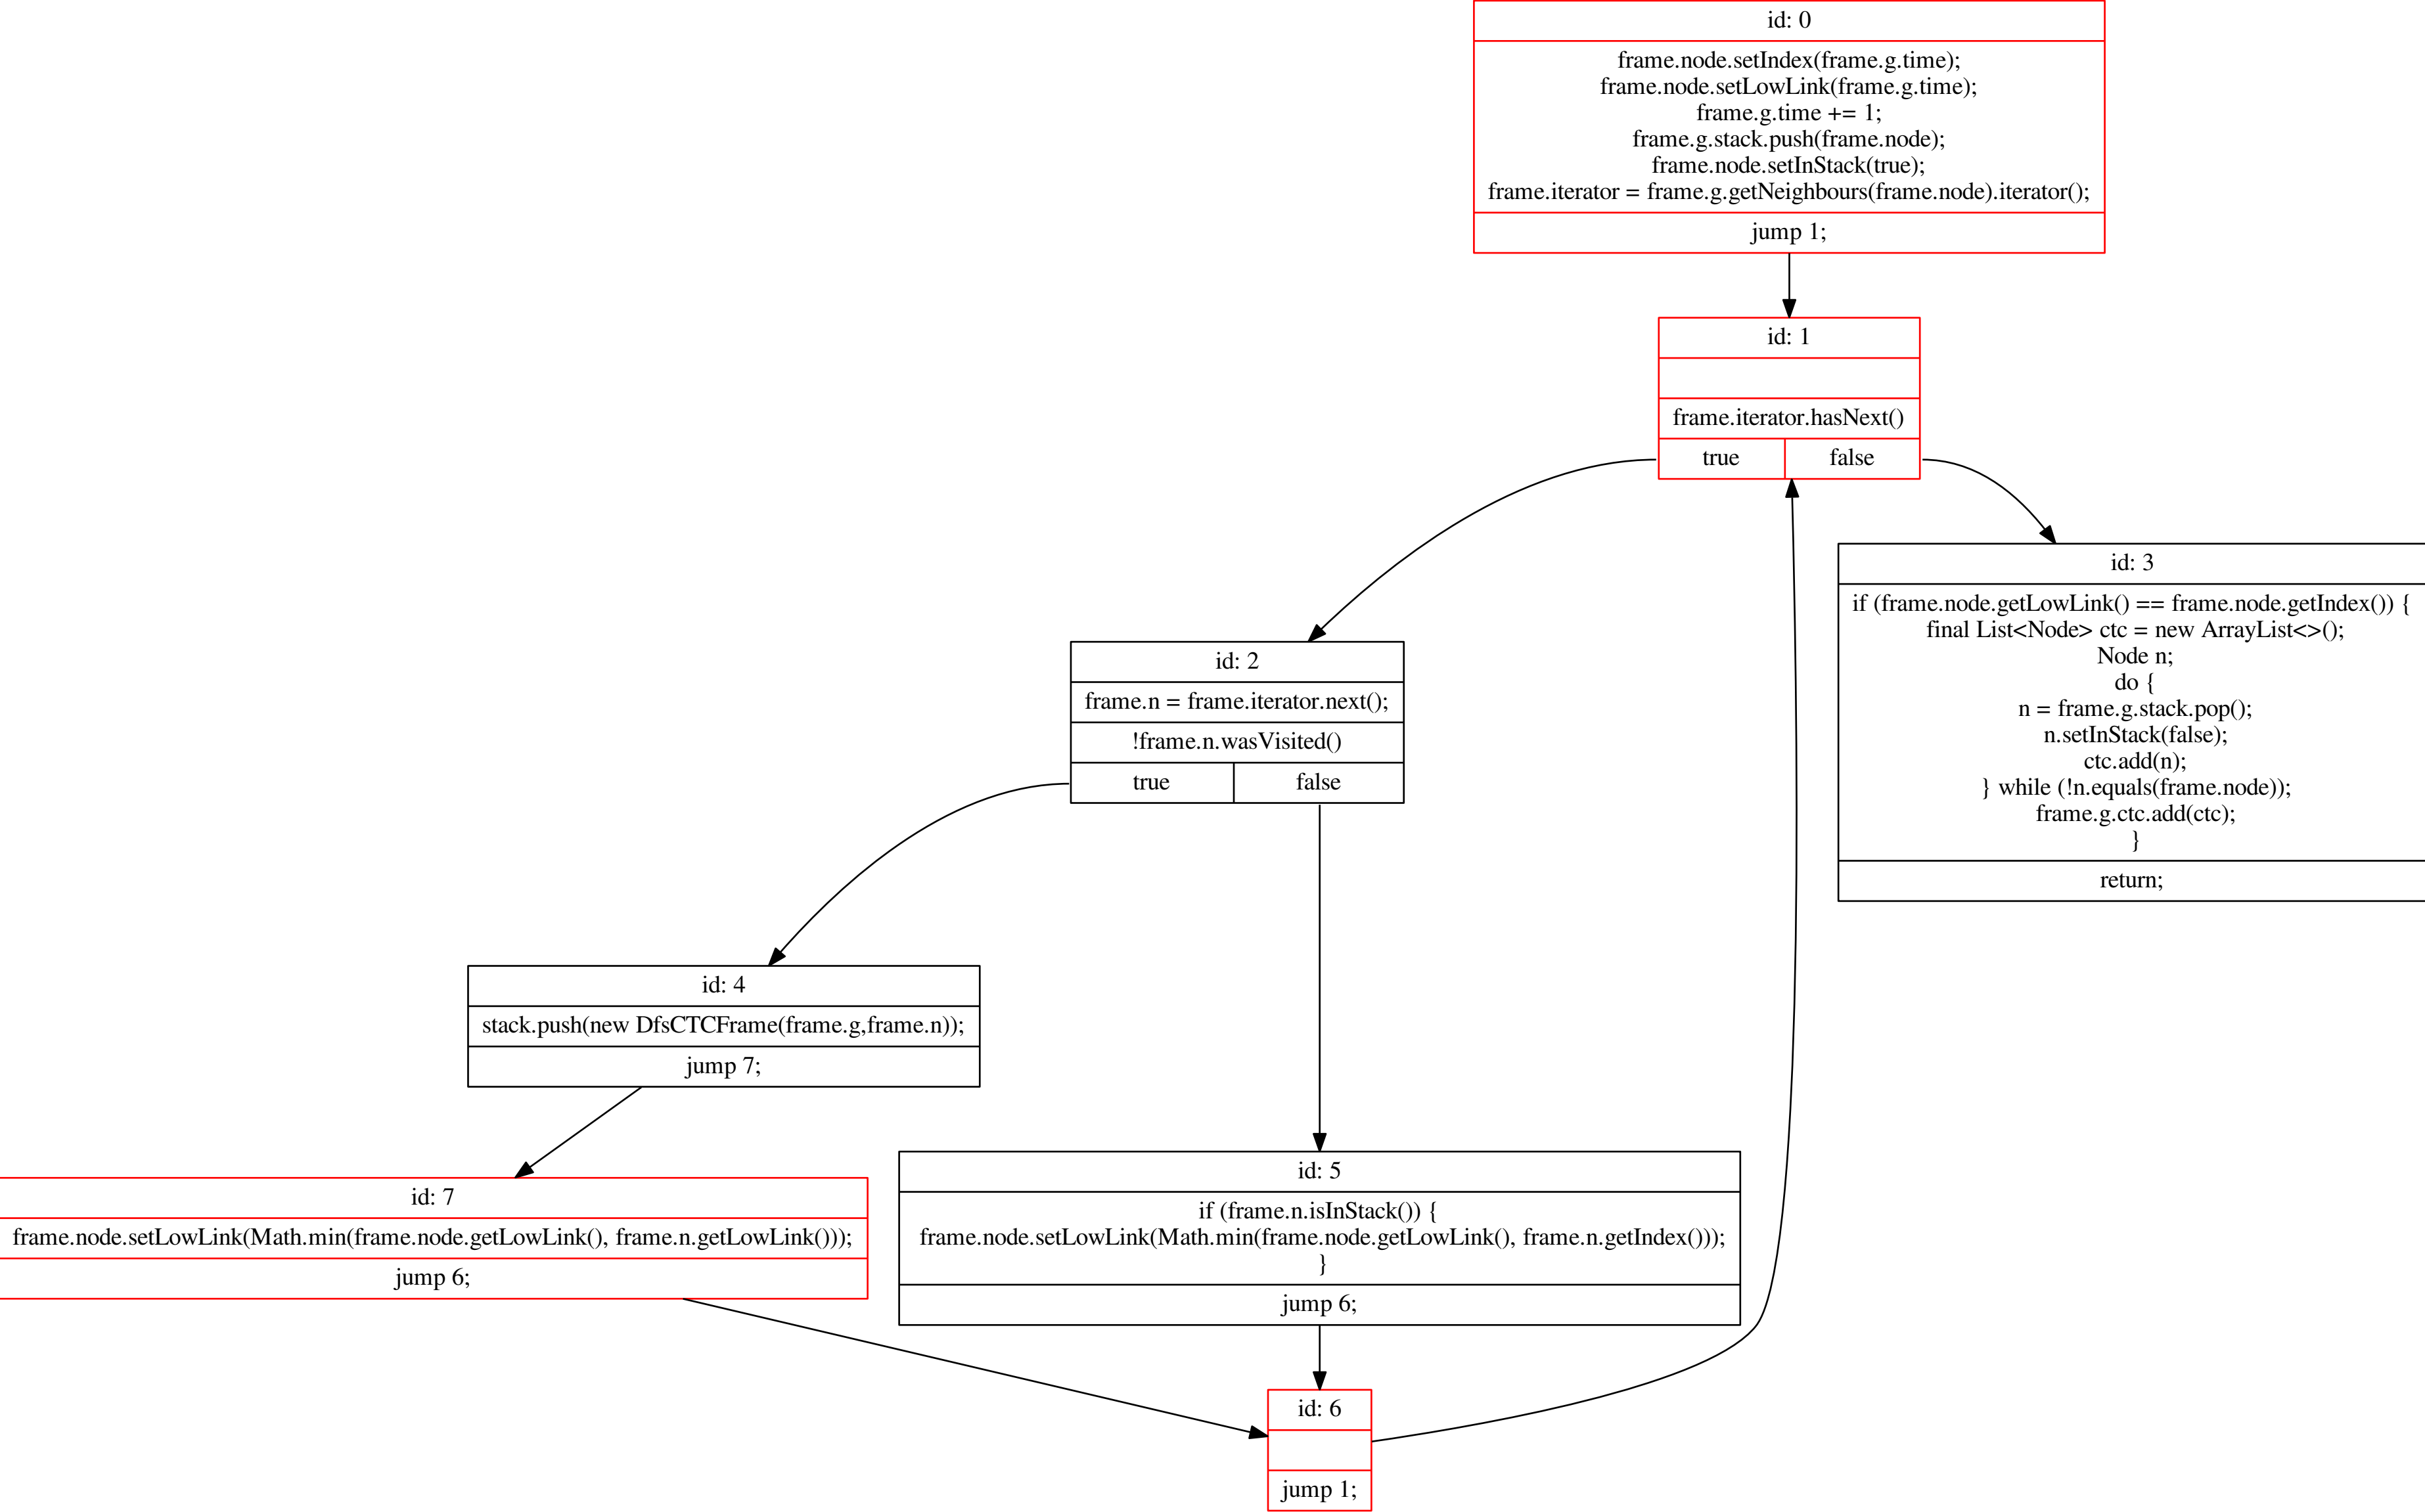 id: 0
frame.node.setIndex(frame.g.time);
frame.node.setLowLink(frame.g.time);
frame.g.time += 1;
frame.g.stack.push(frame.node);
frame.node.setInStack(true);
frame.iterator = frame.g.getNeighbours(frame.node).iterator();
jump 1;
id: 1
frame.iterator.hasNext()
true
false
id: 3
if (frame.node.getLowLink() == frame.node.getIndex()) {
final List<Node> ctc = new ArrayList<>();
Node n;
do {
n = frame.g.stack.pop();
n.setInStack(false);
ctc.add(n);
} while (!n.equals(frame.node));
frame.g.ctc.add(ctc);
}
return;
id: 2
frame.n = frame.iterator.next();
!frame.n.wasVisited()
true
false
id: 4
stack.push(new DfsCTCFrame(frame.g,frame.n));
jump 7;
id: 7
frame.node.setLowLink(Math.min(frame.node.getLowLink(), frame.n.getLowLink()));
jump 6;
id: 5
if (frame.n.isInStack()) {
frame.node.setLowLink(Math.min(frame.node.getLowLink(), frame.n.getIndex()));
}
jump 6;
id: 6
jump 1;